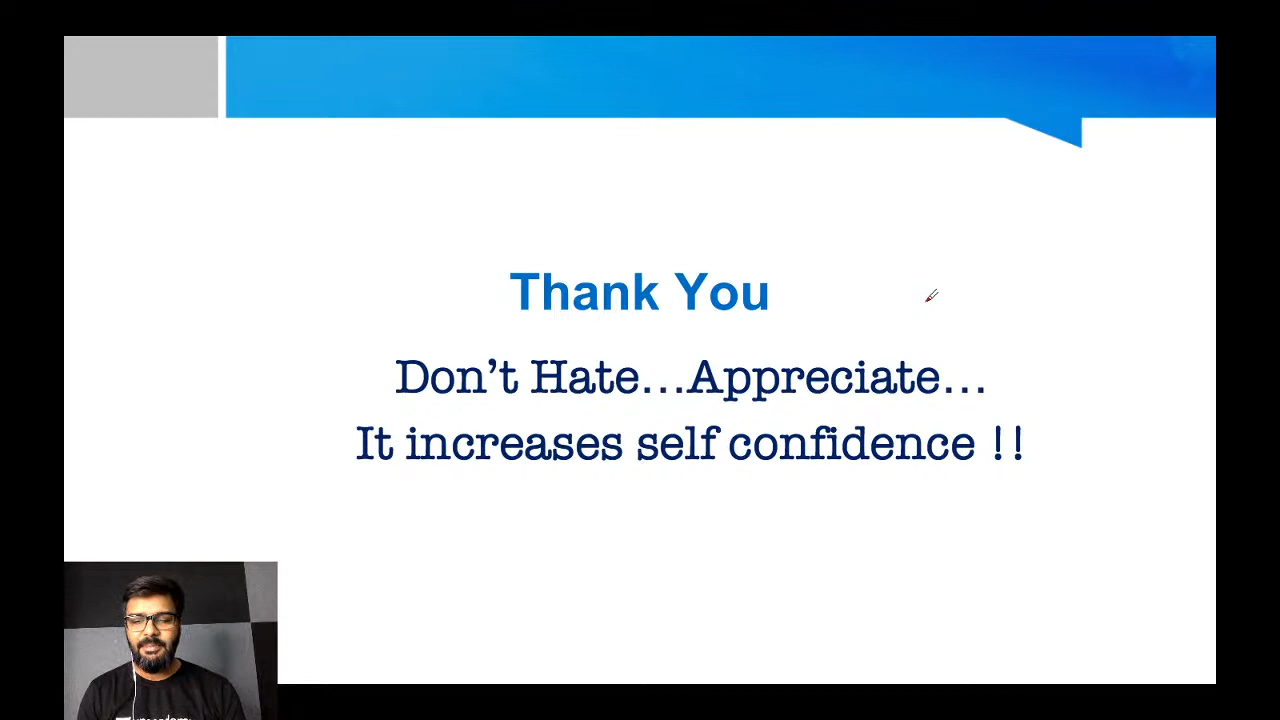 Thank You
Don’t Hate...Appreciate...
It increases self confidence !!